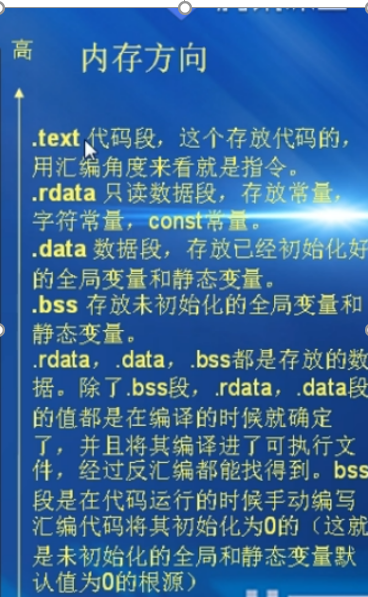 高
内存方向
.text 代码段，这个存放代码的，
用汇编角度来看就是指令。
.rdata 只读数据段，存放常量，
字符常量，const常量。
.data 数据段，存放已经初始化好
的全局变量和静态变量。
.bss 存放未初始化的全局变量和
静态变量。
.rdata，.data，.bss都是存放的数
据。除了.bss段，.rdata，.data段
的值都是在编译的时候就确定
了，并且将其编译进了可执行文
件，经过反汇编都能找得到。bss
段是在代码运行的时候手动编写
汇编代码将其初始化为0的（这就
是未初始化的全局和静态变量默
认值为0的根源）